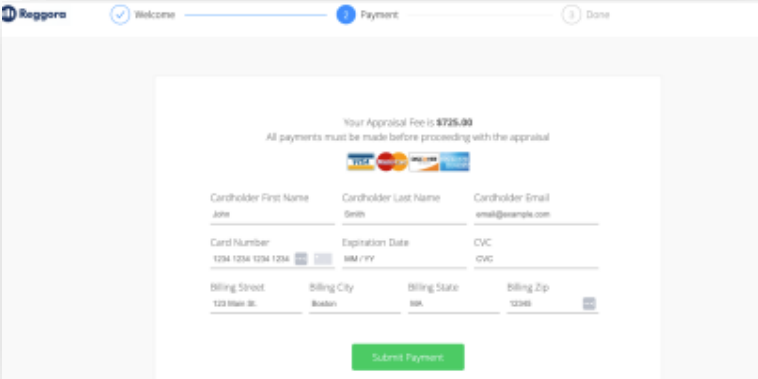 Reggora Welcome 2 Payment 3 Done
Your Appraisal Fee is $725.00
All payments must be made before proceeding with the appraisal
VISA
Cardholder First Name Cardholder Last Name Cardholder Email
John Smith email@example.com
Card Number Expiration Date CVC
1234 1234 1234 1234 MM / YY CVC
Billing Street Billing City Billing State Billing Zip
123 Main St. Boston MA 12345
Submit Payment